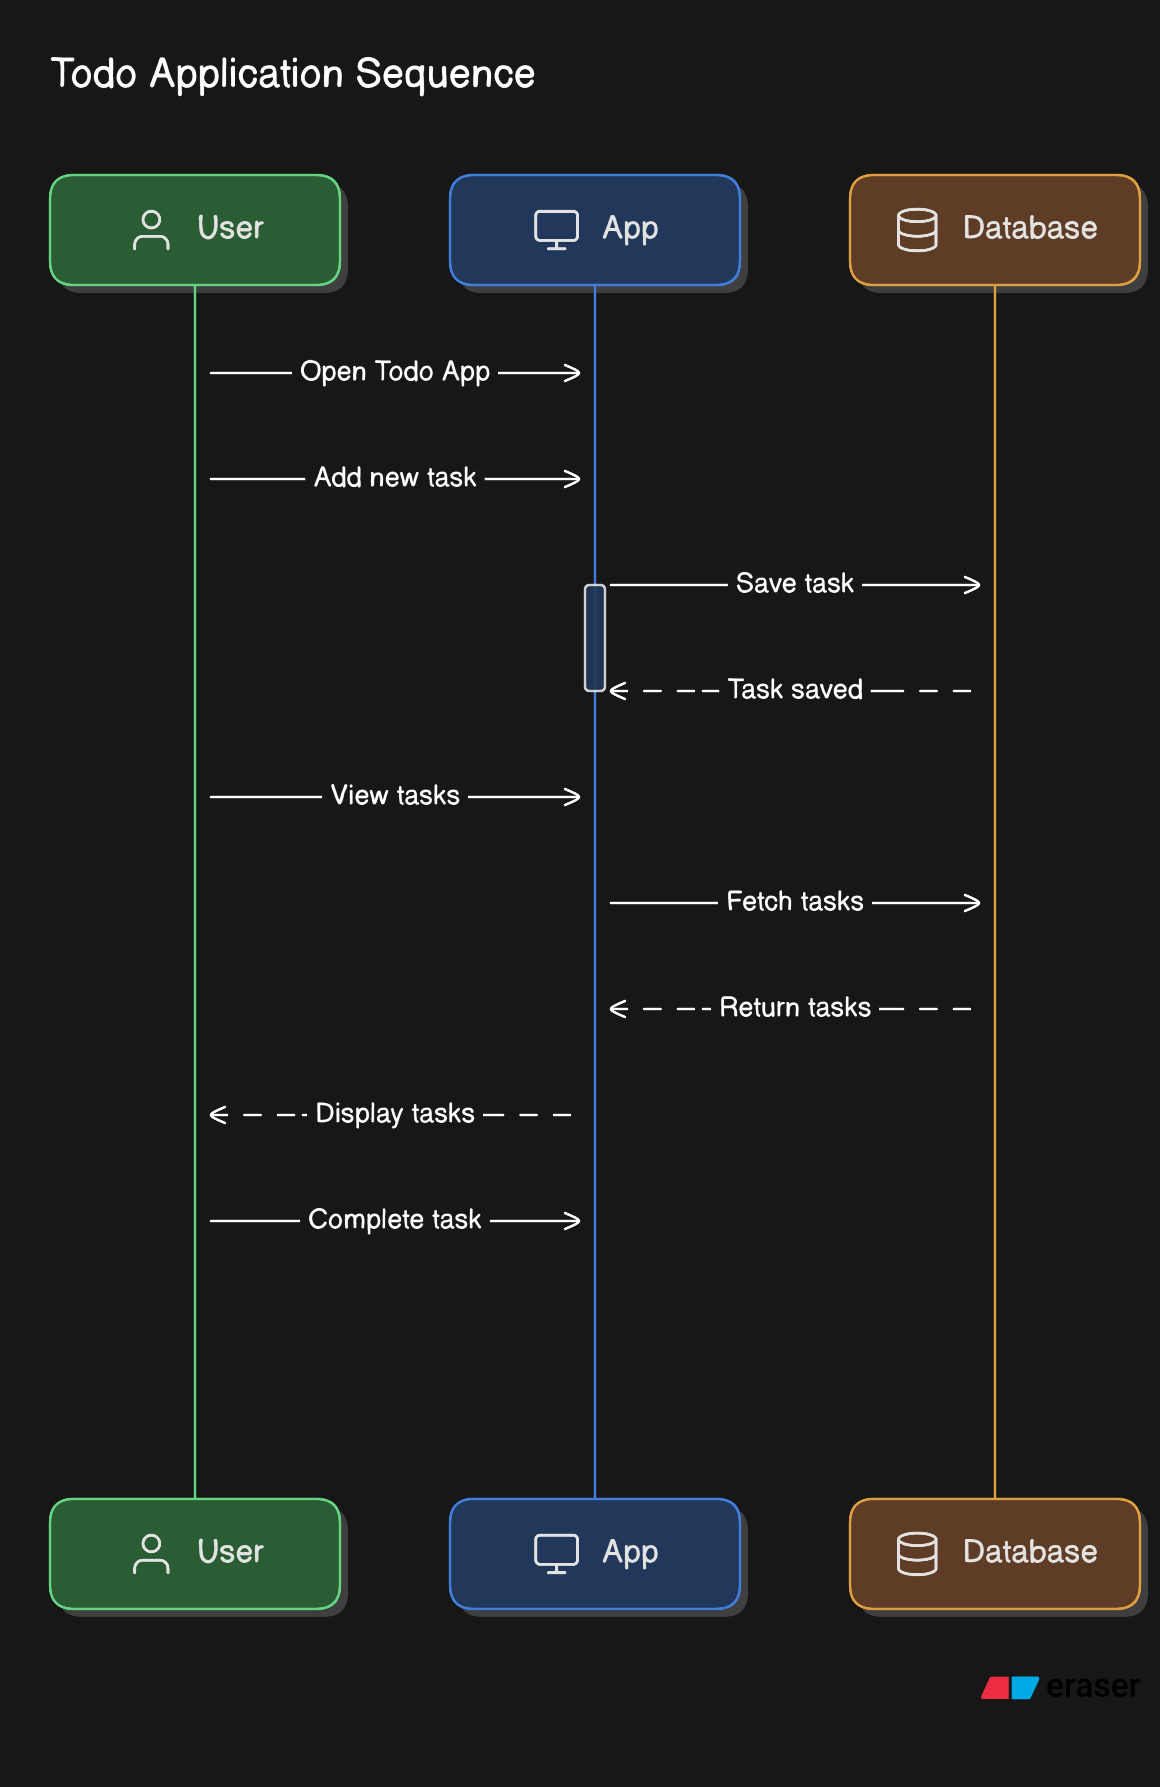 Todo Application Sequence
User
App
Database
Open Todo App
Add new task
Save task
Task saved
View tasks
Fetch tasks
Return tasks
Display tasks
Complete task
User
App
Database
eraser